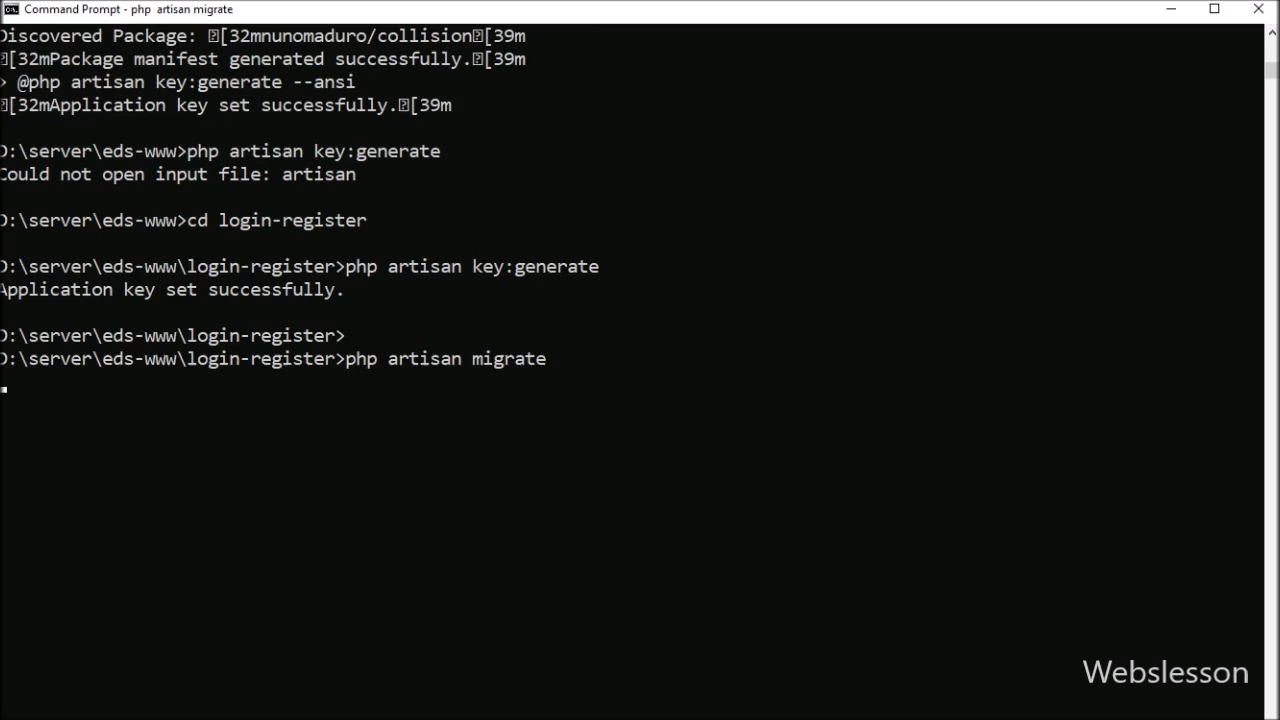 Command Prompt - php  artisan migrate
Discovered Package: [32mnunomaduro/collision[39m
[32mPackage manifest generated successfully.[39m
> @php artisan key:generate --ansi
[32mApplication key set successfully.[39m
D:\server\eds-www>php artisan key:generate
Could not open input file: artisan
D:\server\eds-www>cd login-register
D:\server\eds-www\login-register>php artisan key:generate
Application key set successfully.
D:\server\eds-www\login-register>
D:\server\eds-www\login-register>php artisan migrate
Webslesson